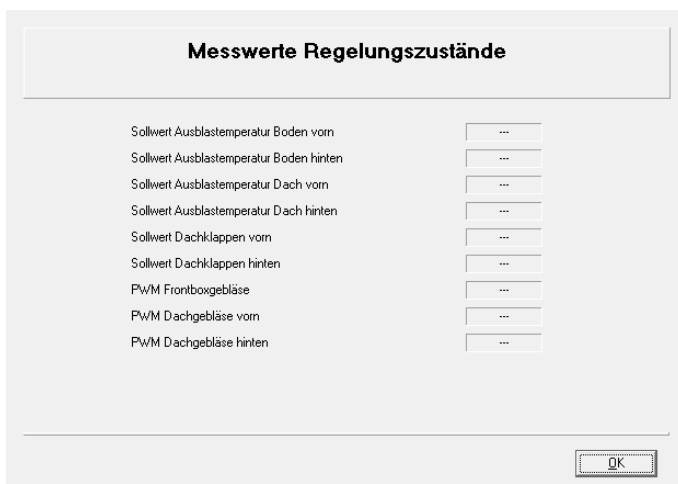 Messwerte Regelungszustände
Sollwert Ausblastemperatur Boden vorn ---
Sollwert Ausblastemperatur Boden hinten ---
Sollwert Ausblastemperatur Dach vorn ---
Sollwert Ausblastemperatur Dach hinten ---
Sollwert Dachklappen vorn ---
Sollwert Dachklappen hinten ---
PWM Frontboxgebläse ---
PWM Dachgebläse vorn ---
PWM Dachgebläse hinten ---
OK